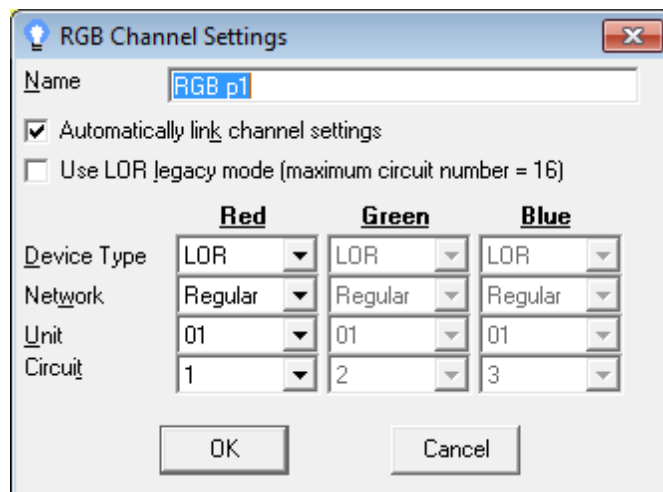 RGB Channel Settings
Name RGB p1
Automatically link channel settings
Use LOR legacy mode (maximum circuit number = 16)
Red Green Blue
Device Type LOR LOR LOR
Network Regular Regular Regular
Unit 01 01 01
Circuit 1 2 3
OK Cancel